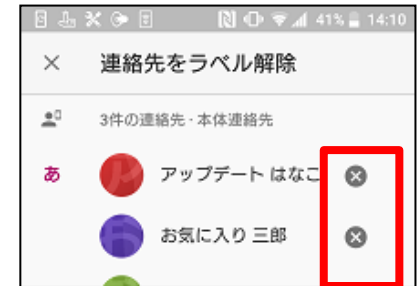 41% 14:10
× 連絡先をラベル解除
3件の連絡先・本体連絡先
あ アップデート はなこ
お気に入り 三郎